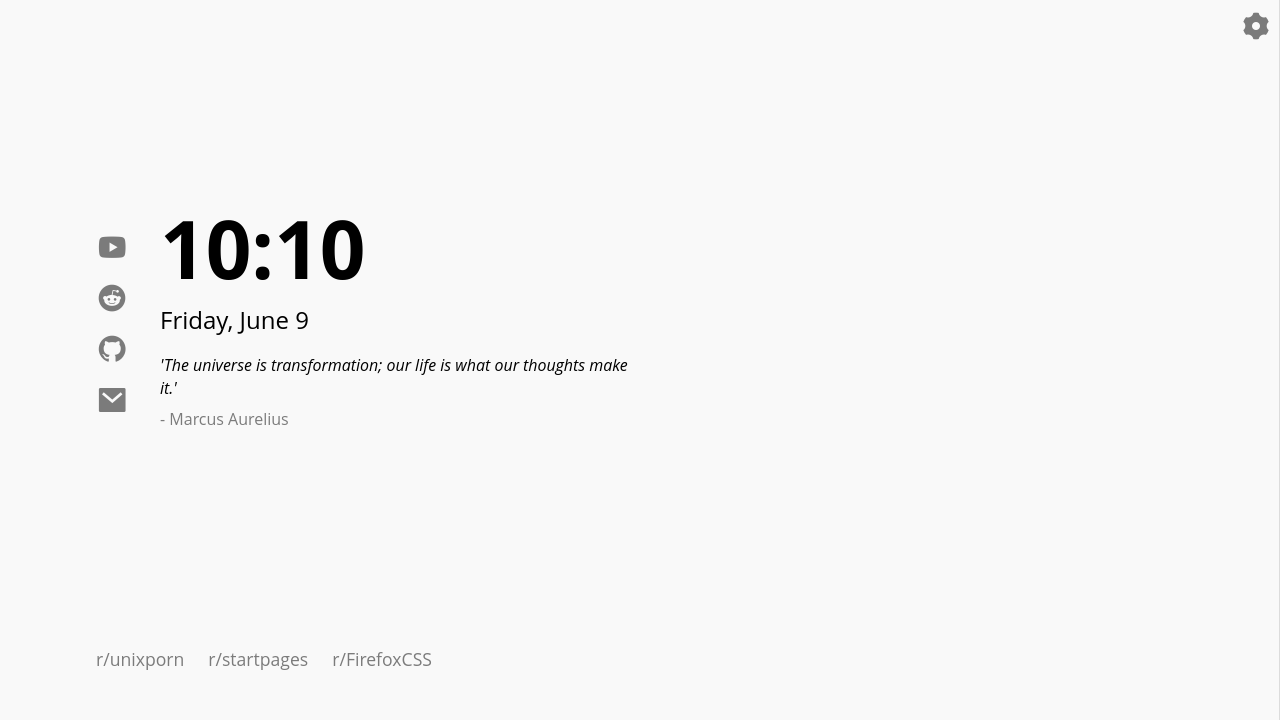 10:10
Friday, June 9
'The universe is transformation; our life is what our thoughts make
it.'
- Marcus Aurelius
r/unixporn r/startpages r/FirefoxCSS